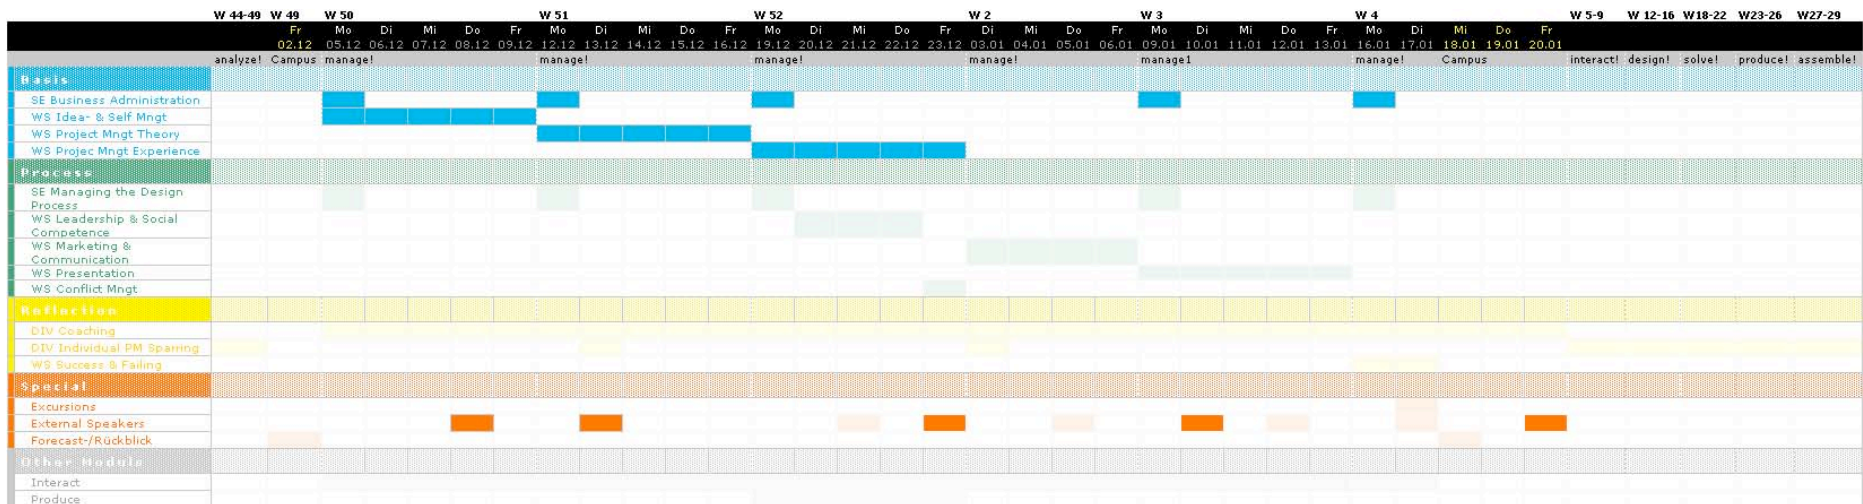 W 44-49 W 49 W 50 W 51 W 52 W 2 W 3 W 4 W 5-9 W 12-16 W18-22 W23-26 W27-29
Fr Mo Di Mi Do Fr Mo Di Mi Do Fr Mo Di Mi Do Fr Di Mi Do Fr Mo Di Mi Do Fr Mo Di Mi Do Fr
02.12 05.12 06.12 07.12 08.12 09.12 12.12 13.12 14.12 15.12 16.12 19.12 20.12 21.12 22.12 23.12 03.01 04.01 05.01 06.01 09.01 10.01 11.01 12.01 13.01 16.01 17.01 18.01 19.01 20.01
analyze! Campus manage! manage! manage! manage! manage1 manage! Campus interact! design! solve! produce! assemble!
Basis
SE Business Administration
WS Idea- & Self Mngt
WS Project Mngt Theory
WS Projec Mngt Experience
Process
SE Managing the Design
Process
WS Leadership & Social
Competence
WS Marketing &
Communication
WS Presentation
WS Conflict Mngt
Reflection
DIV Coaching
DIV Individual PM Sparring
WS Success & Failing
Special
Excursions
External Speakers
Forecast-/Rückblick
Other Module
Interact
Produce